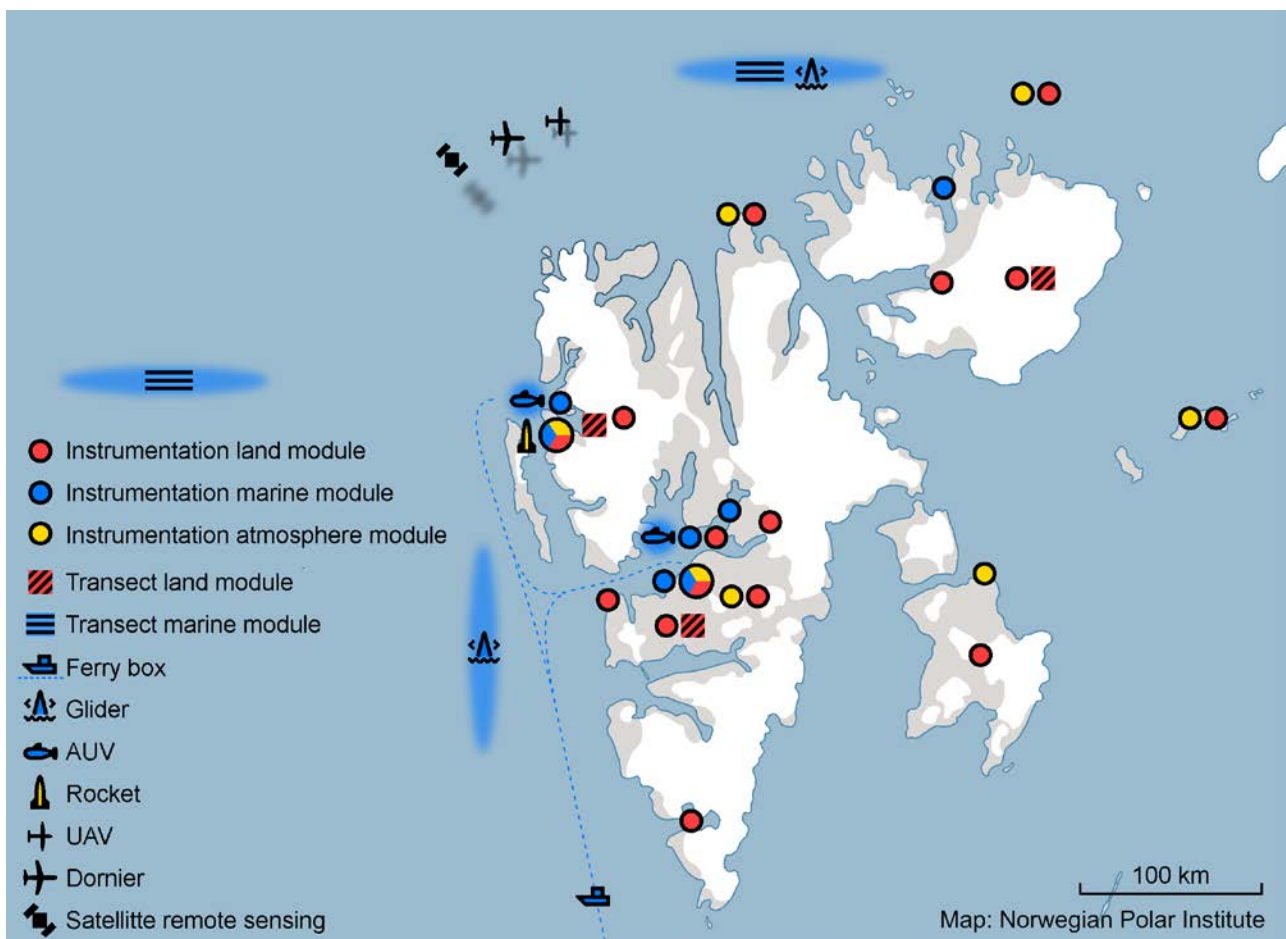 Instrumentation land module
Instrumentation marine module
Instrumentation atmosphere module
Transect land module
Transect marine module
Ferry box
Glider
AUV
Rocket
UAV
Dornier
Satellitte remote sensing
100 km
Map: Norwegian Polar Institute